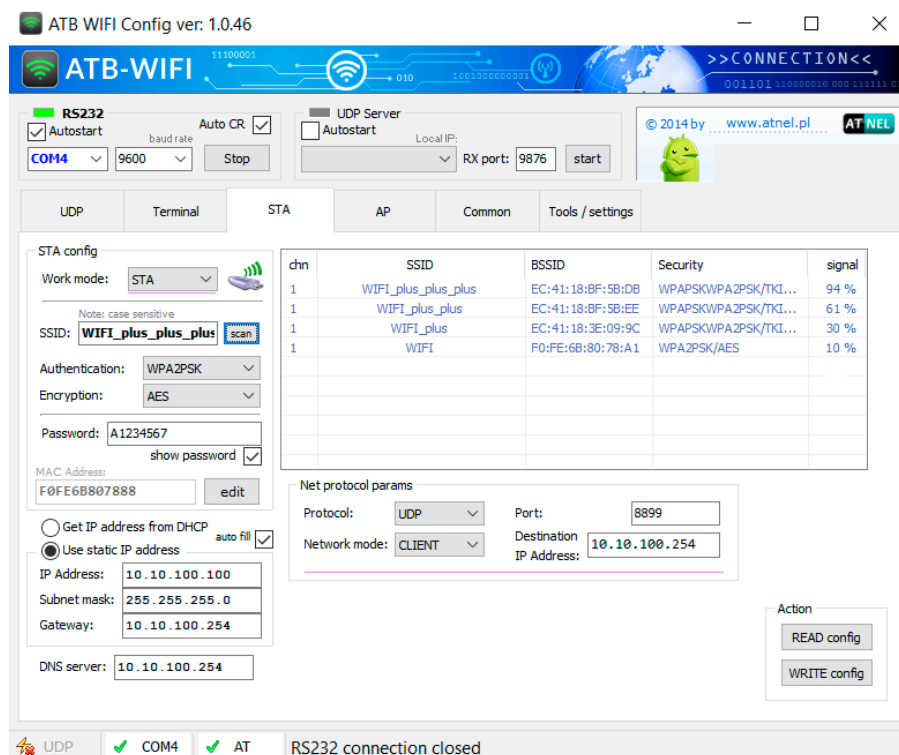 ATB WIFI Config ver: 1.0.46
11100001
ATB-WIFI
010
1001000000001
>>CONNECTION<<
001101 110000010 000 111111 0
RS232
Autostart
baud rate
Auto CR
COM4
9600
Stop
UDP Server
Autostart
Local IP:
RX port:
9876
start
© 2014 by www.atnel.pl
ATNEL
UDP
Terminal
STA
AP
Common
Tools / settings
STA config
Work mode:
STA
Note: case sensitive
SSID:
WIFI_plus_plus_plus
scan
Authentication:
WPA2PSK
Encryption:
AES
Password:
A1234567
show password
MAC Address:
F0FE6B807888
edit
Get IP address from DHCP
auto fill
Use static IP address
IP Address:
10.10.100.100
Subnet mask:
255.255.255.0
Gateway:
10.10.100.254
DNS server:
10.10.100.254
chn SSID BSSID Security signal
1 WIFI_plus_plus_plus EC:41:18:BF:5B:DB WPAPSKWPA2PSK/TKI... 94 %
1 WIFI_plus_plus EC:41:18:BF:5B:EE WPAPSKWPA2PSK/TKI... 61 %
1 WIFI_plus EC:41:18:3E:09:9C WPAPSKWPA2PSK/TKI... 30 %
1 WIFI F0:FE:6B:80:78:A1 WPA2PSK/AES 10 %
Net protocol params
Protocol:
UDP
Port:
8899
Network mode:
CLIENT
Destination
IP Address:
10.10.100.254
Action
READ config
WRITE config
UDP
COM4
AT
RS232 connection closed